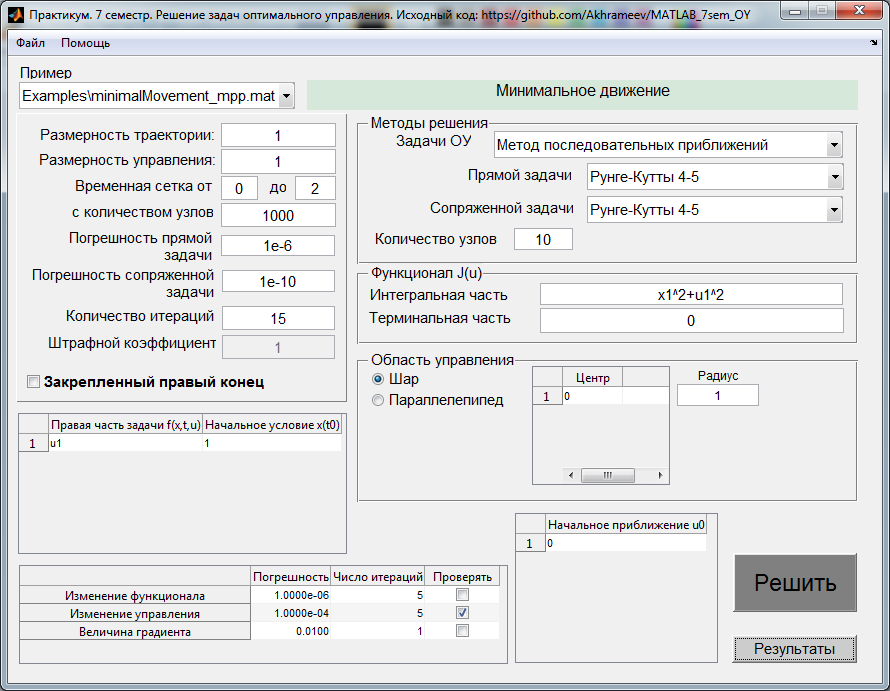 Практикум. 7 семестр. Решение задач оптимального управления. Исходный код: https://github.com/Akhrameev/MATLAB_7sem_OY
Файл Помощь
Пример
Examples\minimalMovement_mpp.mat
Минимальное движение
Размерность траектории: 1
Размерность управления: 1
Временная сетка от 0 до 2
с количеством узлов 1000
Погрешность прямой
задачи
1e-6
Погрешность сопряженной
задачи
1e-10
Количество итераций 15
Штрафной коэффициент 1
Закрепленный правый конец
Методы решения
Задачи ОУ Метод последовательных приближений
Прямой задачи Рунге-Кутты 4-5
Сопряженной задачи Рунге-Кутты 4-5
Количество узлов 10
Функционал J(u)
Интегральная часть x1^2+u1^2
Терминальная часть 0
Область управления
Шар
Параллелепипед
Центр
1 0
Радиус
1
Правая часть задачи f(x,t,u) Начальное условие x(t0)
1 u1 1
Начальное приближение u0
1 0
Погрешность Число итераций Проверять
Изменение функционала 1.0000e-06 5
Изменение управления 1.0000e-04 5
Величина градиента 0.0100 1
Решить
Результаты